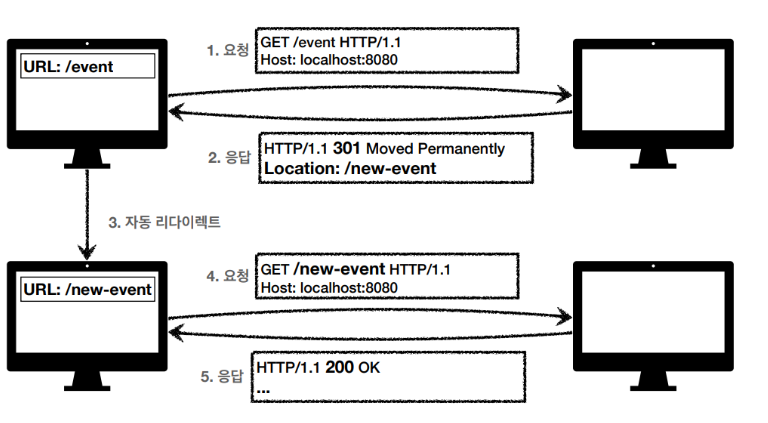 1. 요청
GET /event HTTP/1.1
Host: localhost:8080
URL: /event
2. 응답
HTTP/1.1 301 Moved Permanently
Location: /new-event
3. 자동 리다이렉트
4. 요청
GET /new-event HTTP/1.1
Host: localhost:8080
URL: /new-event
5. 응답
HTTP/1.1 200 OK
...